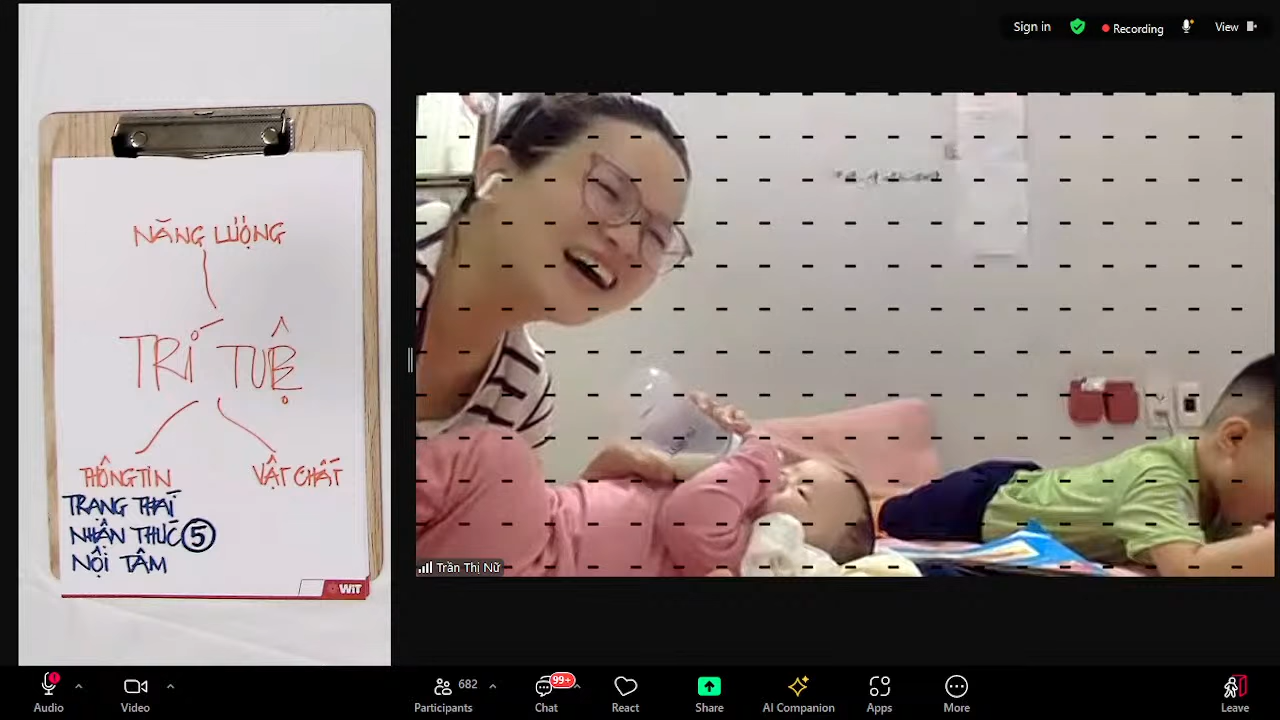 Sign in
Recording
View
NĂNG LƯỢNG
TRÍ TUỆ
THÔNG TIN
VẬT CHẤT
TRẠNG THÁI
NHẬN THỨC 5
NỘI TÂM
WIT
Trần Thị Nữ
Audio
Video
682
Participants
99+
Chat
React
Share
AI Companion
Apps
More
Leave